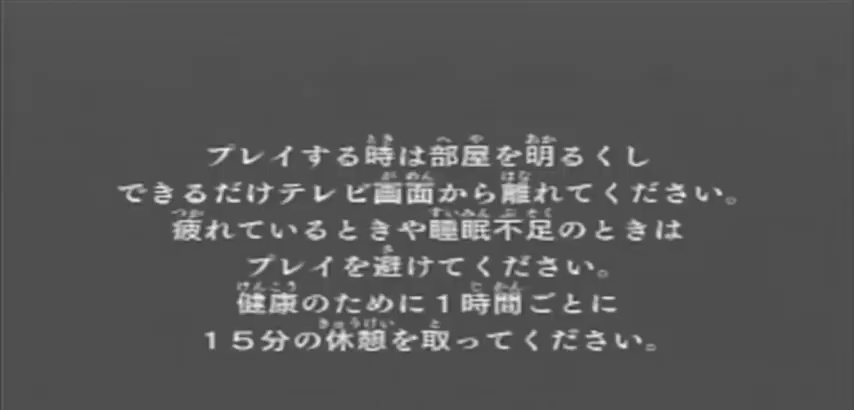 プレイする時は部屋を明るくし
できるだけテレビ画面から離れてください。
疲れているときや睡眠不足のときは
プレイを避けてください。
健康のために１時間ごとに
１５分の休憩を取ってください。